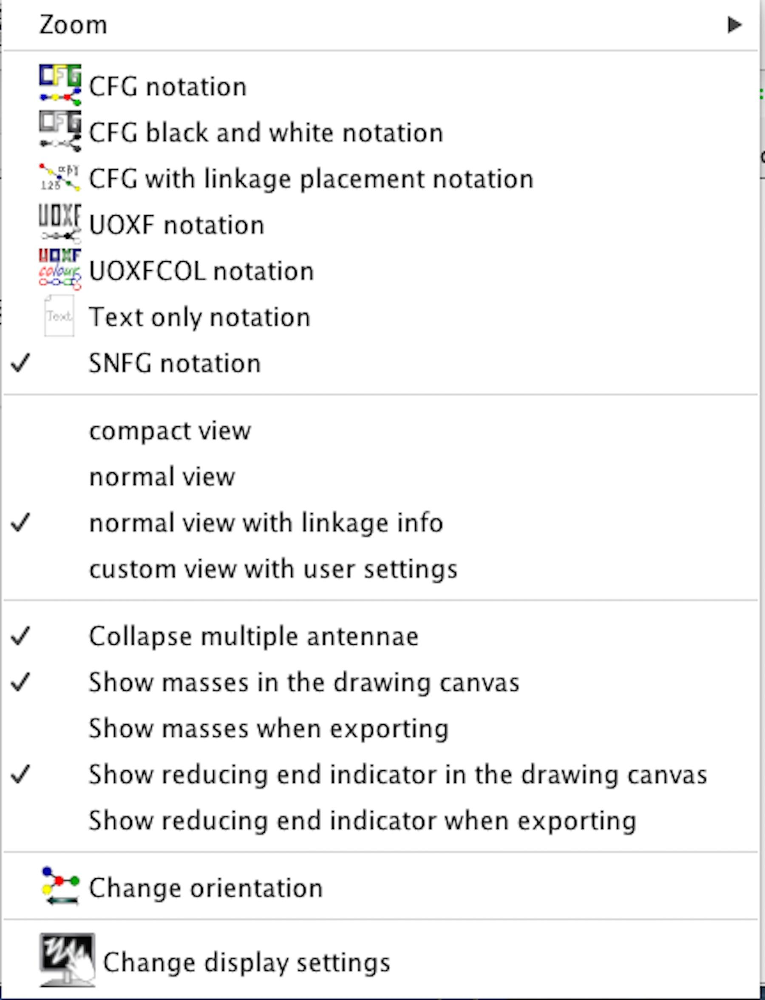 Zoom
CFG notation
CFG black and white notation
CFG with linkage placement notation
UOXF notation
UOXFCOL notation
Text only notation
SNFG notation
compact view
normal view
normal view with linkage info
custom view with user settings
Collapse multiple antennae
Show masses in the drawing canvas
Show masses when exporting
Show reducing end indicator in the drawing canvas
Show reducing end indicator when exporting
Change orientation
Change display settings